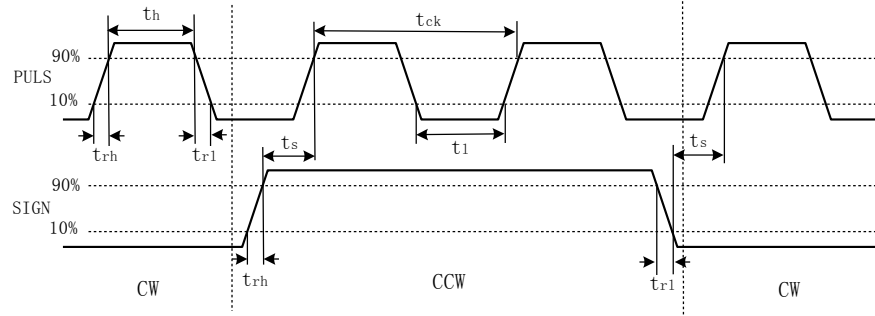 th
tck
90%
PULS
10%
trh
trl
ts
tl
ts
90%
SIGN
10%
trh
trl
CW
CCW
CW